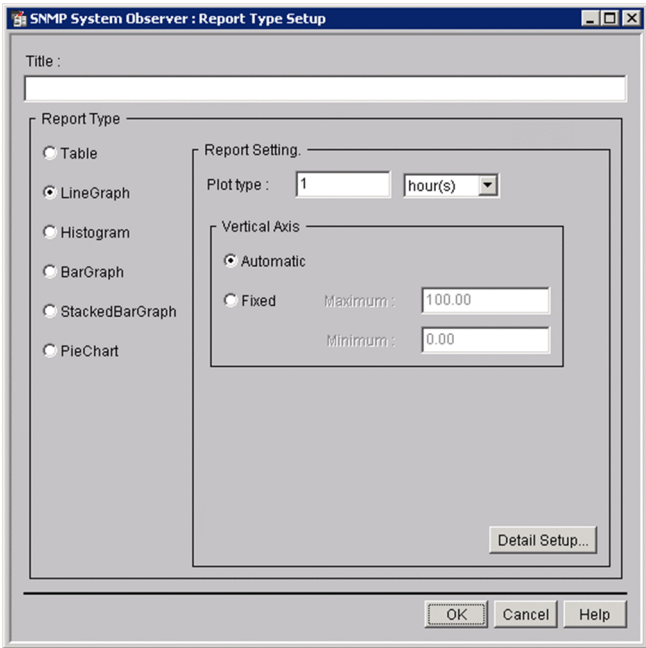 SNMP System Observer : Report Type Setup
Title :
Report Type
Table
LineGraph
Histogram
BarGraph
StackedBarGraph
PieChart
Report Setting.
Plot type : 1 hour(s)
Vertical Axis
Automatic
Fixed Maximum : 100.00
Minimum : 0.00
Detail Setup...
OK Cancel Help